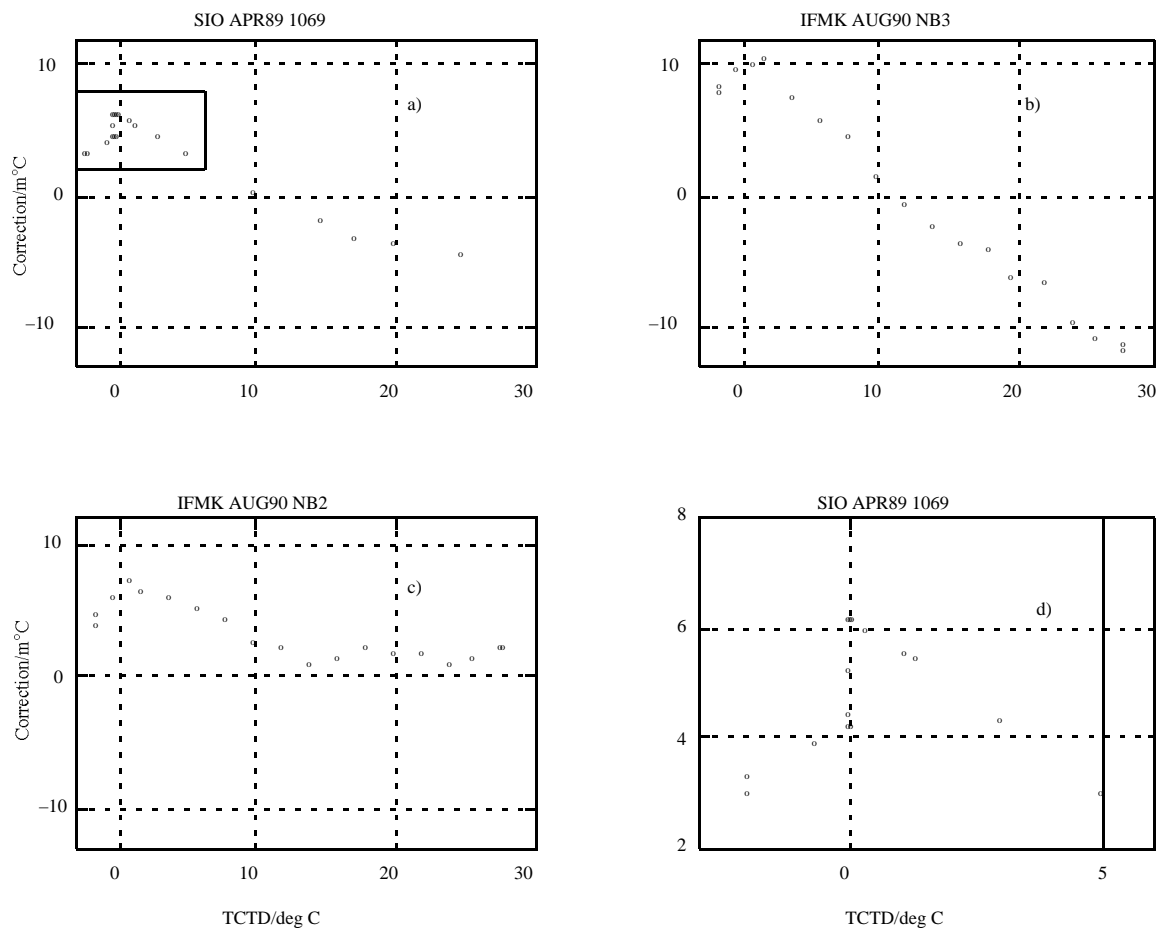 SIO APR89 1069
10
0
−10
Correction/m°C
a)
0 10 20 30
IFMK AUG90 NB3
10
0
−10
b)
0 10 20 30
IFMK AUG90 NB2
10
0
−10
Correction/m°C
c)
0 10 20 30
TCTD/deg C
SIO APR89 1069
8
6
4
2
d)
0 5
TCTD/deg C